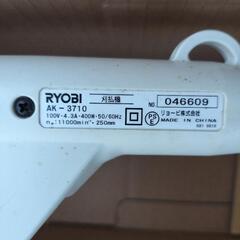 RYOBI 刈払機
AK-3710
100V・4.3A・400W・50/60Hz
n₀ 11000min⁻¹・250mm
NO 046609
PSE
リョービ株式会社
MADE IN CHINA